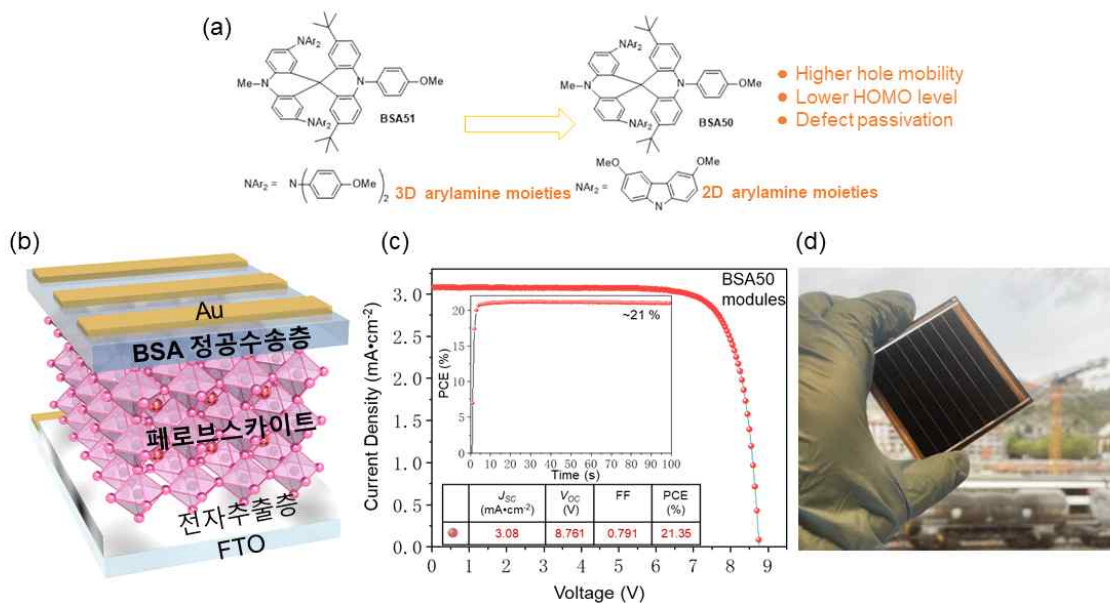 (a)
NAr2
Me
N
N
OMe
NAr2
BSA51
NAr2 = N( OMe )2
3D arylamine moieties
NAr2
Me
N
N
OMe
NAr2
BSA50
NAr2 =
MeO
OMe
N
2D arylamine moieties
Higher hole mobility
Lower HOMO level
Defect passivation
(b)
Au
BSA 정공수송층
페로브스카이트
전자추출층
FTO
(c)
BSA50
modules
Current Density (mA•cm-2)
3.0
2.5
2.0
1.5
1.0
0.5
0.0
0 1 2 3 4 5 6 7 8 9
Voltage (V)
PCE (%)
20
15
10
5
0
0 10 20 30 40 50 60 70 80 90 100
Time (s)
~21 %
JSC VOC FF PCE
(mA•cm-2) (V) (%)
3.08 8.761 0.791 21.35
(d)